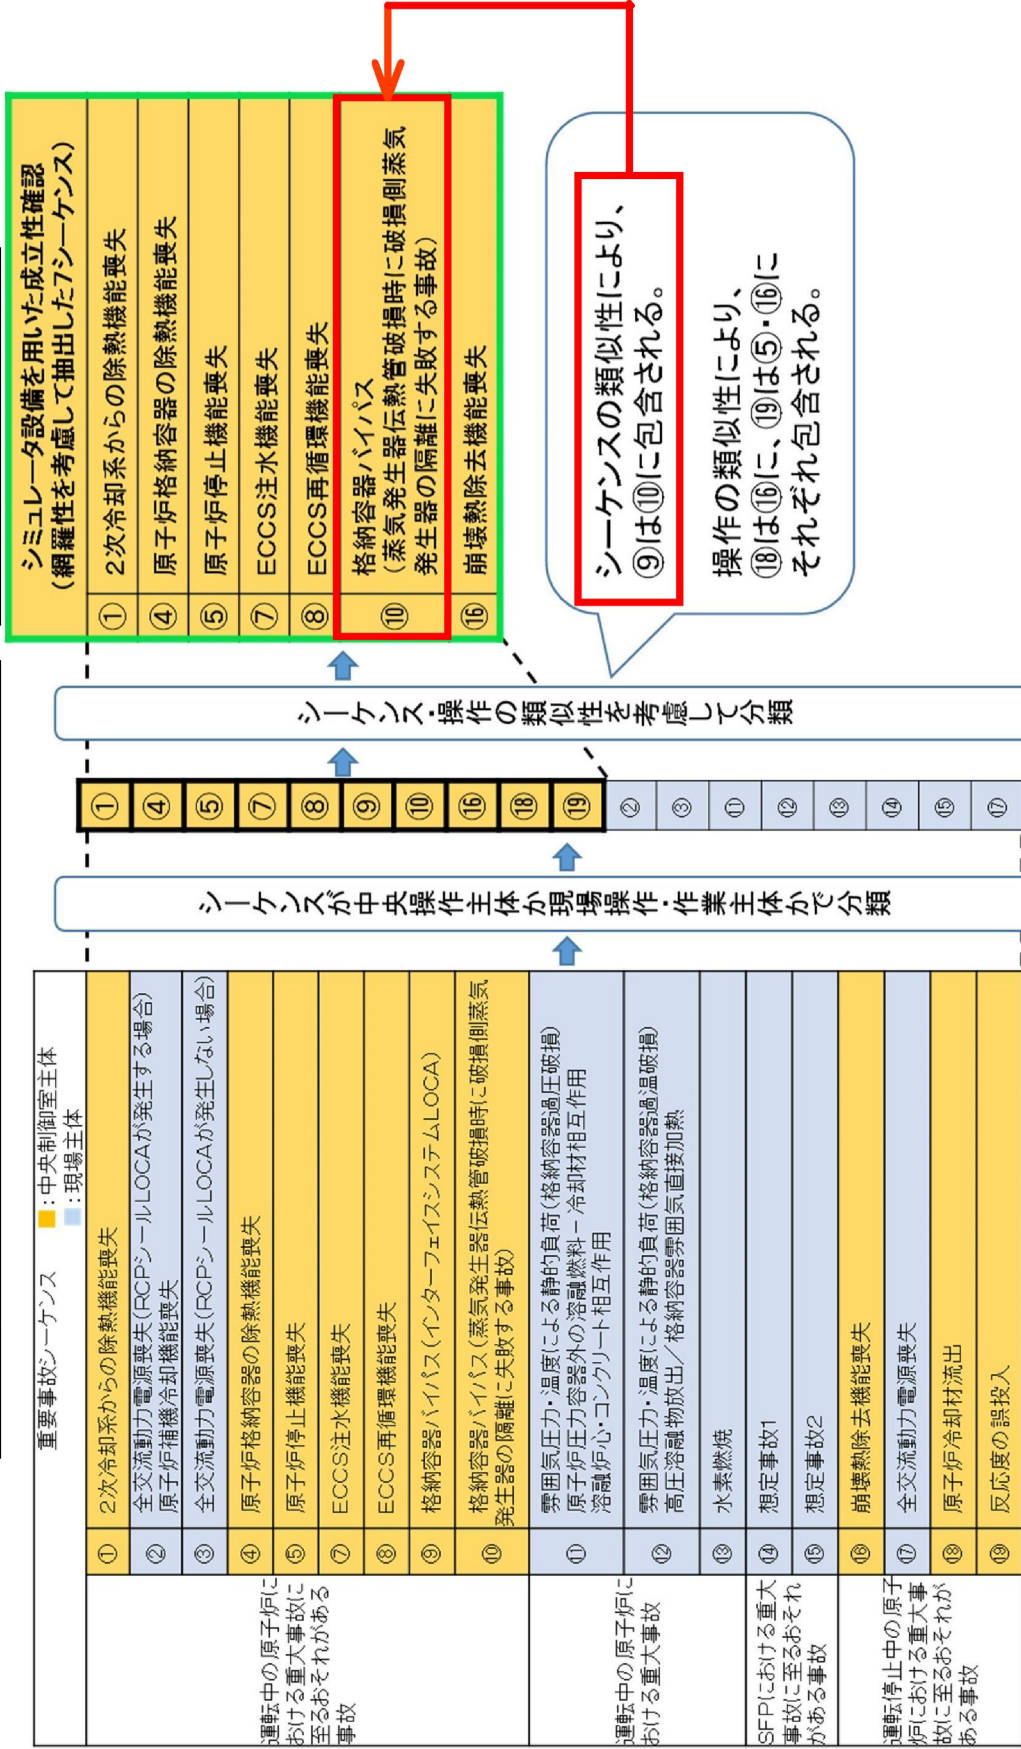 重要事故シーケンス
■：中央制御室主体
■：現場主体
運転中の原子炉に
おける重大事故に
至るおそれがある
事故
① 2次冷却系からの除熱機能喪失
② 全交流動力電源喪失(RCPシールLOCAが発生する場合)
原子炉補機冷却機能喪失
③ 全交流動力電源喪失(RCPシールLOCAが発生しない場合)
④ 原子炉格納容器の除熱機能喪失
⑤ 原子炉停止機能喪失
⑦ ECCS注水機能喪失
⑧ ECCS再循環機能喪失
⑨ 格納容器バイパス(インターフェイスシステムLOCA)
⑩ 格納容器バイパス(蒸気発生器伝熱管破損時に破損側蒸気
発生器の隔離に失敗する事故)
運転中の原子炉に
おける重大事故
⑪ 雰囲気圧力・温度による静的負荷(格納容器過圧破損)
原子炉圧力容器外の溶融燃料－冷却材相互作用
溶融炉心・コンクリート相互作用
⑫ 雰囲気圧力・温度による静的負荷(格納容器過温破損)
高圧溶融物放出／格納容器雰囲気直接加熱
⑬ 水素燃焼
SFPにおける重大
事故に至るおそれ
がある事故
⑭ 想定事故1
⑮ 想定事故2
運転停止中の原子
炉における重大事
故に至るおそれが
ある事故
⑯ 崩壊熱除去機能喪失
⑰ 全交流動力電源喪失
⑱ 原子炉冷却材流出
⑲ 反応度の誤投入
シーケンスが中央操作主体か現場操作・作業主体かで分類
①
④
⑤
⑦
⑧
⑨
⑩
⑯
⑱
⑲
②
③
⑪
⑫
⑬
⑭
⑮
⑰
シーケンス・操作の類似性を考慮して分類
シミュレータ設備を用いた成立性確認
(網羅性を考慮して抽出した7シーケンス)
① 2次冷却系からの除熱機能喪失
④ 原子炉格納容器の除熱機能喪失
⑤ 原子炉停止機能喪失
⑦ ECCS注水機能喪失
⑧ ECCS再循環機能喪失
⑩ 格納容器バイパス
(蒸気発生器伝熱管破損時に破損側蒸気
発生器の隔離に失敗する事故)
⑯ 崩壊熱除去機能喪失
シーケンスの類似性により、
⑨は⑩に包含される。
操作の類似性により、
⑱は⑯に、⑲は⑤・⑯に
それぞれ包含される。